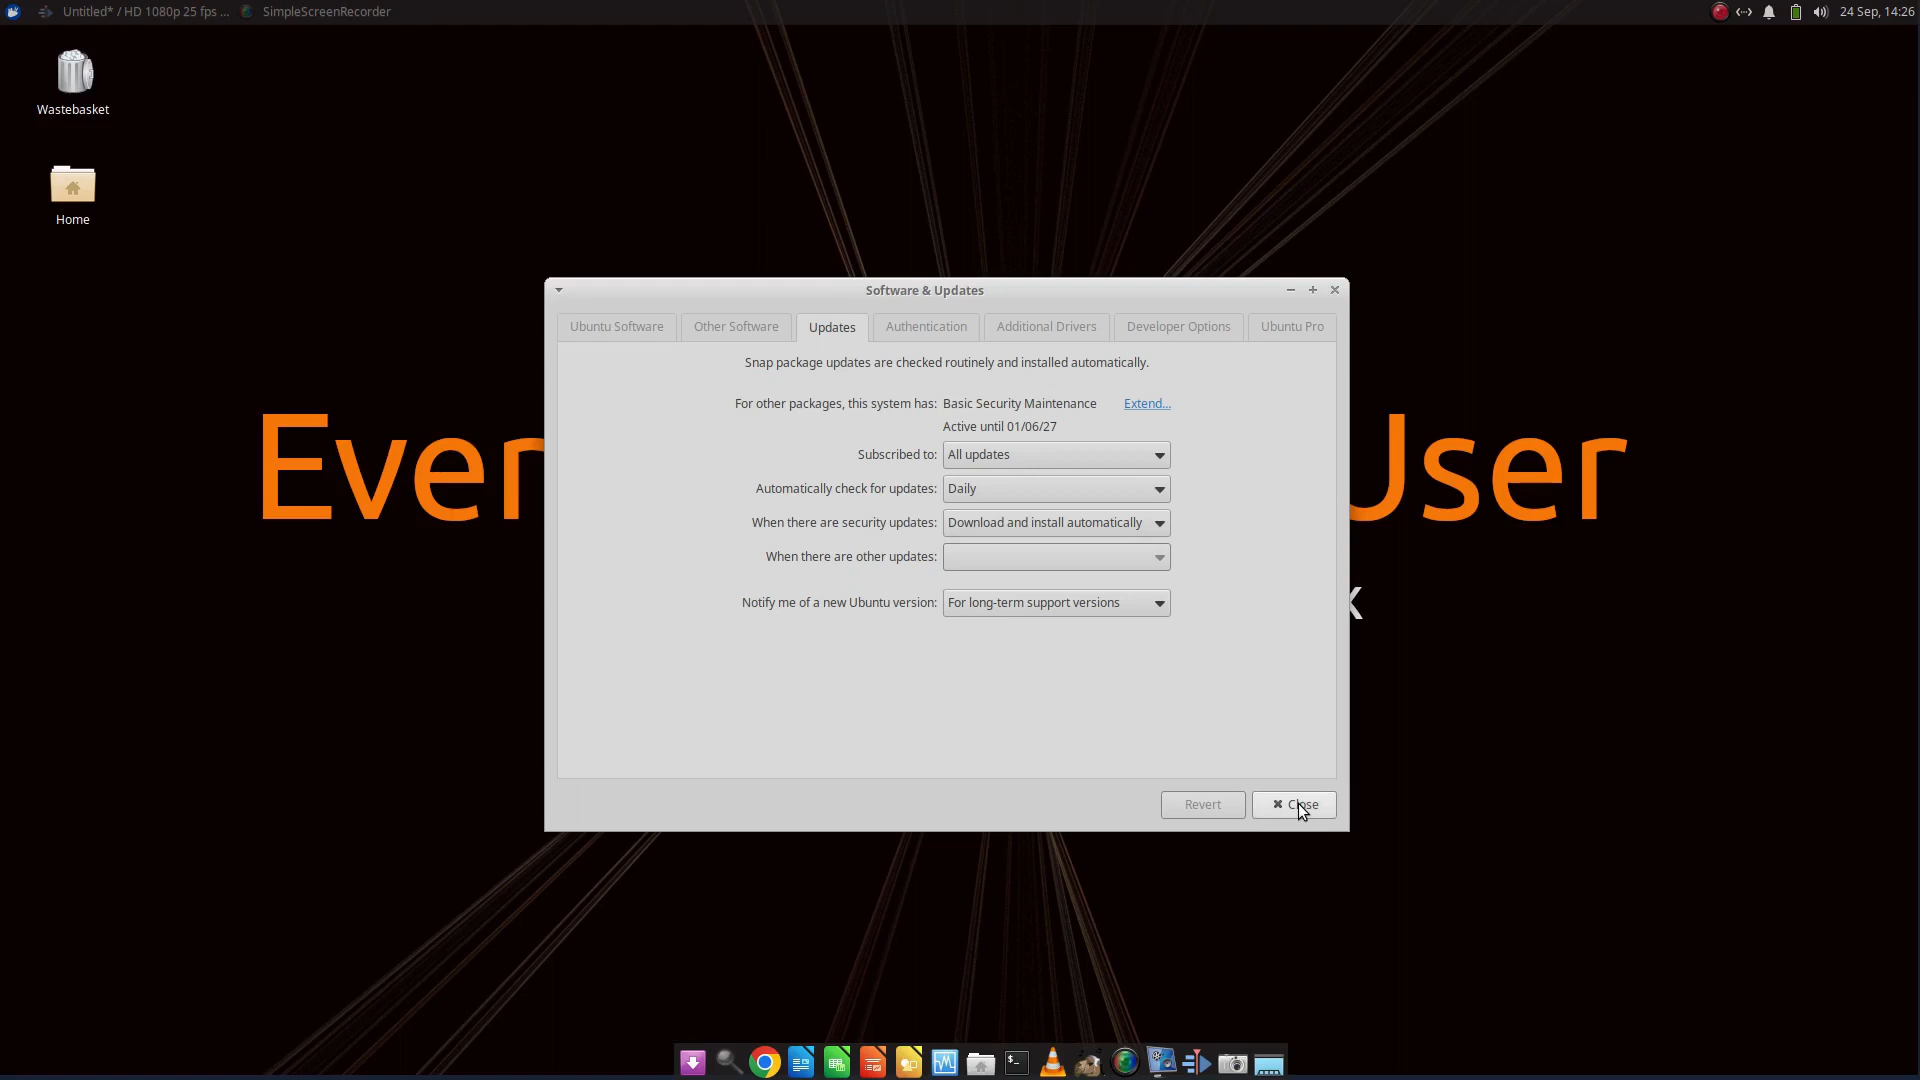 Untitled* / HD 1080p 25 fps ...
SimpleScreenRecorder
24 Sep, 14:26
Wastebasket
Home
Ever
User
x
Software & Updates
Ubuntu Software
Other Software
Updates
Authentication
Additional Drivers
Developer Options
Ubuntu Pro
Snap package updates are checked routinely and installed automatically.
For other packages, this system has: Basic Security Maintenance Extend...
Active until 01/06/27
Subscribed to: All updates
Automatically check for updates: Daily
When there are security updates: Download and install automatically
When there are other updates:
Notify me of a new Ubuntu version: For long-term support versions
Revert
Close